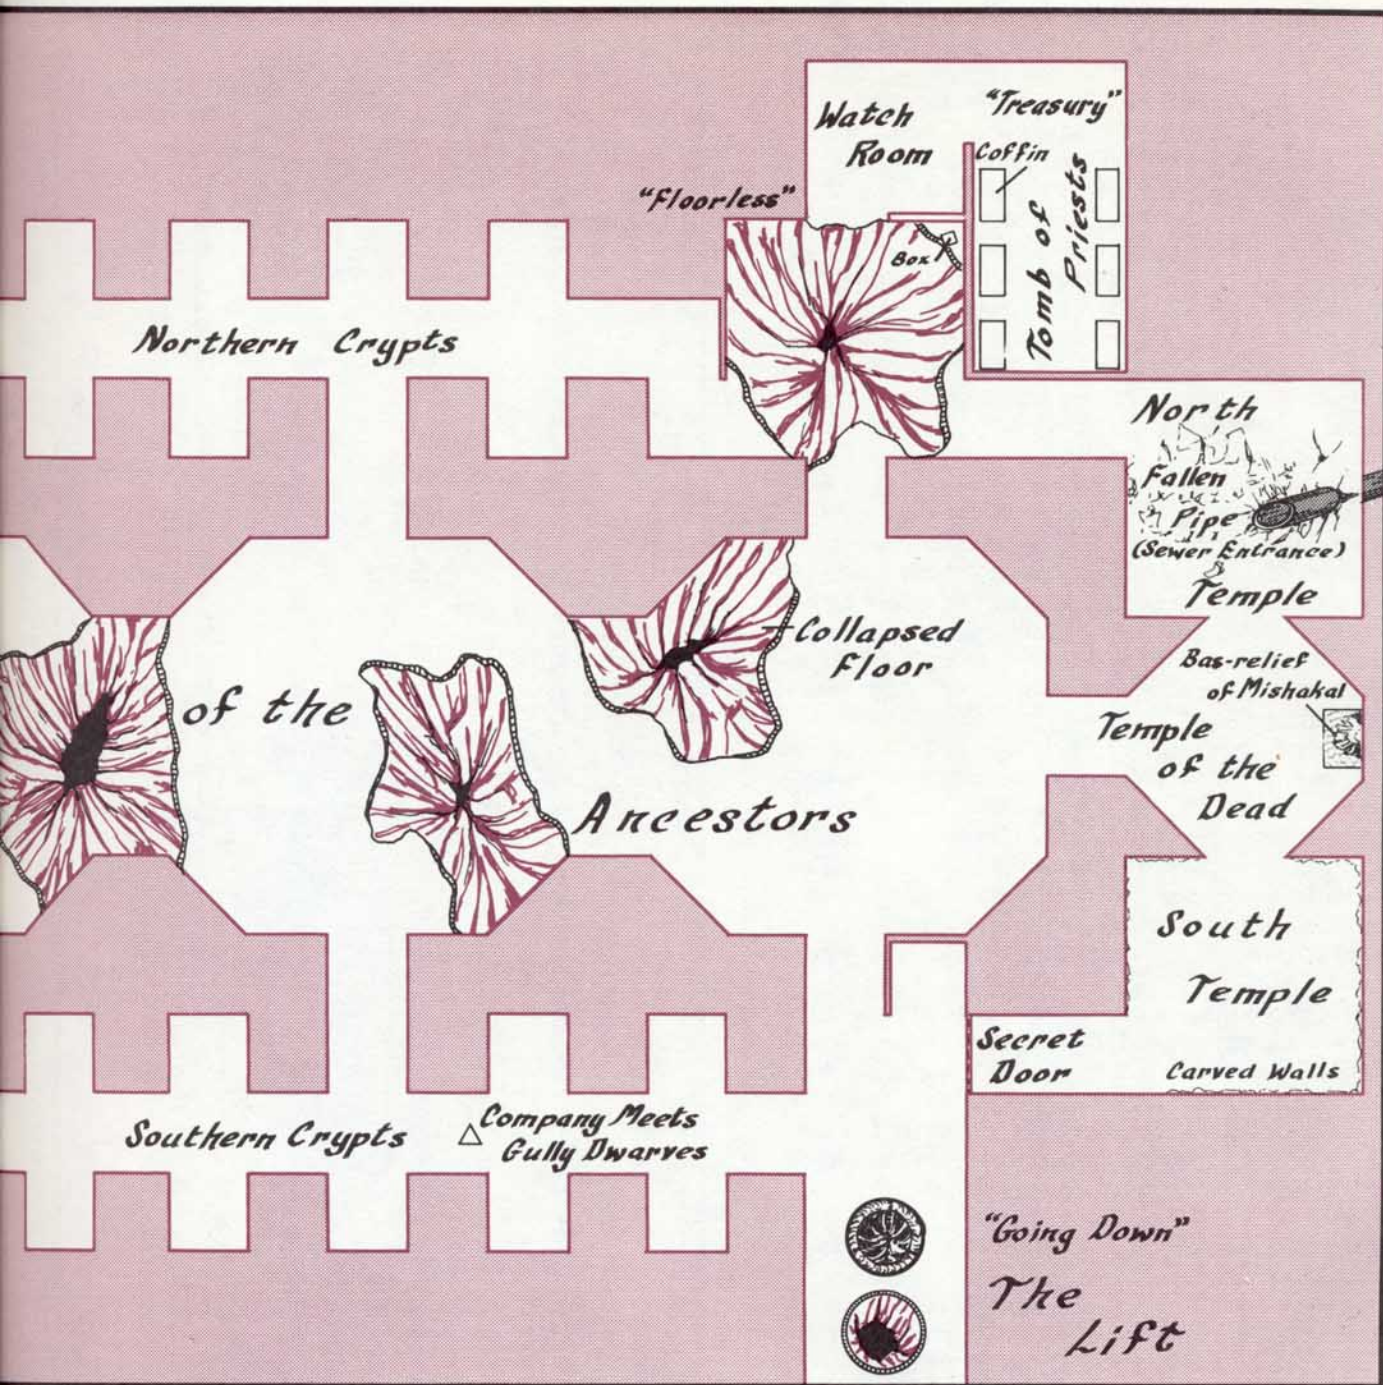 Watch
Room
"Treasury"
Coffin
Tomb of
Priests
"Floorless"
Box
Northern Crypts
North
Fallen
Pipe
(Sewer Entrance)
Temple
Collapsed
Floor
Bas-relief
of Mishakal
of the
Temple
of the
Dead
Ancestors
South
Temple
Secret
Door
Carved Walls
Southern Crypts
Company Meets
Gully Dwarves
"Going Down"
The
Lift